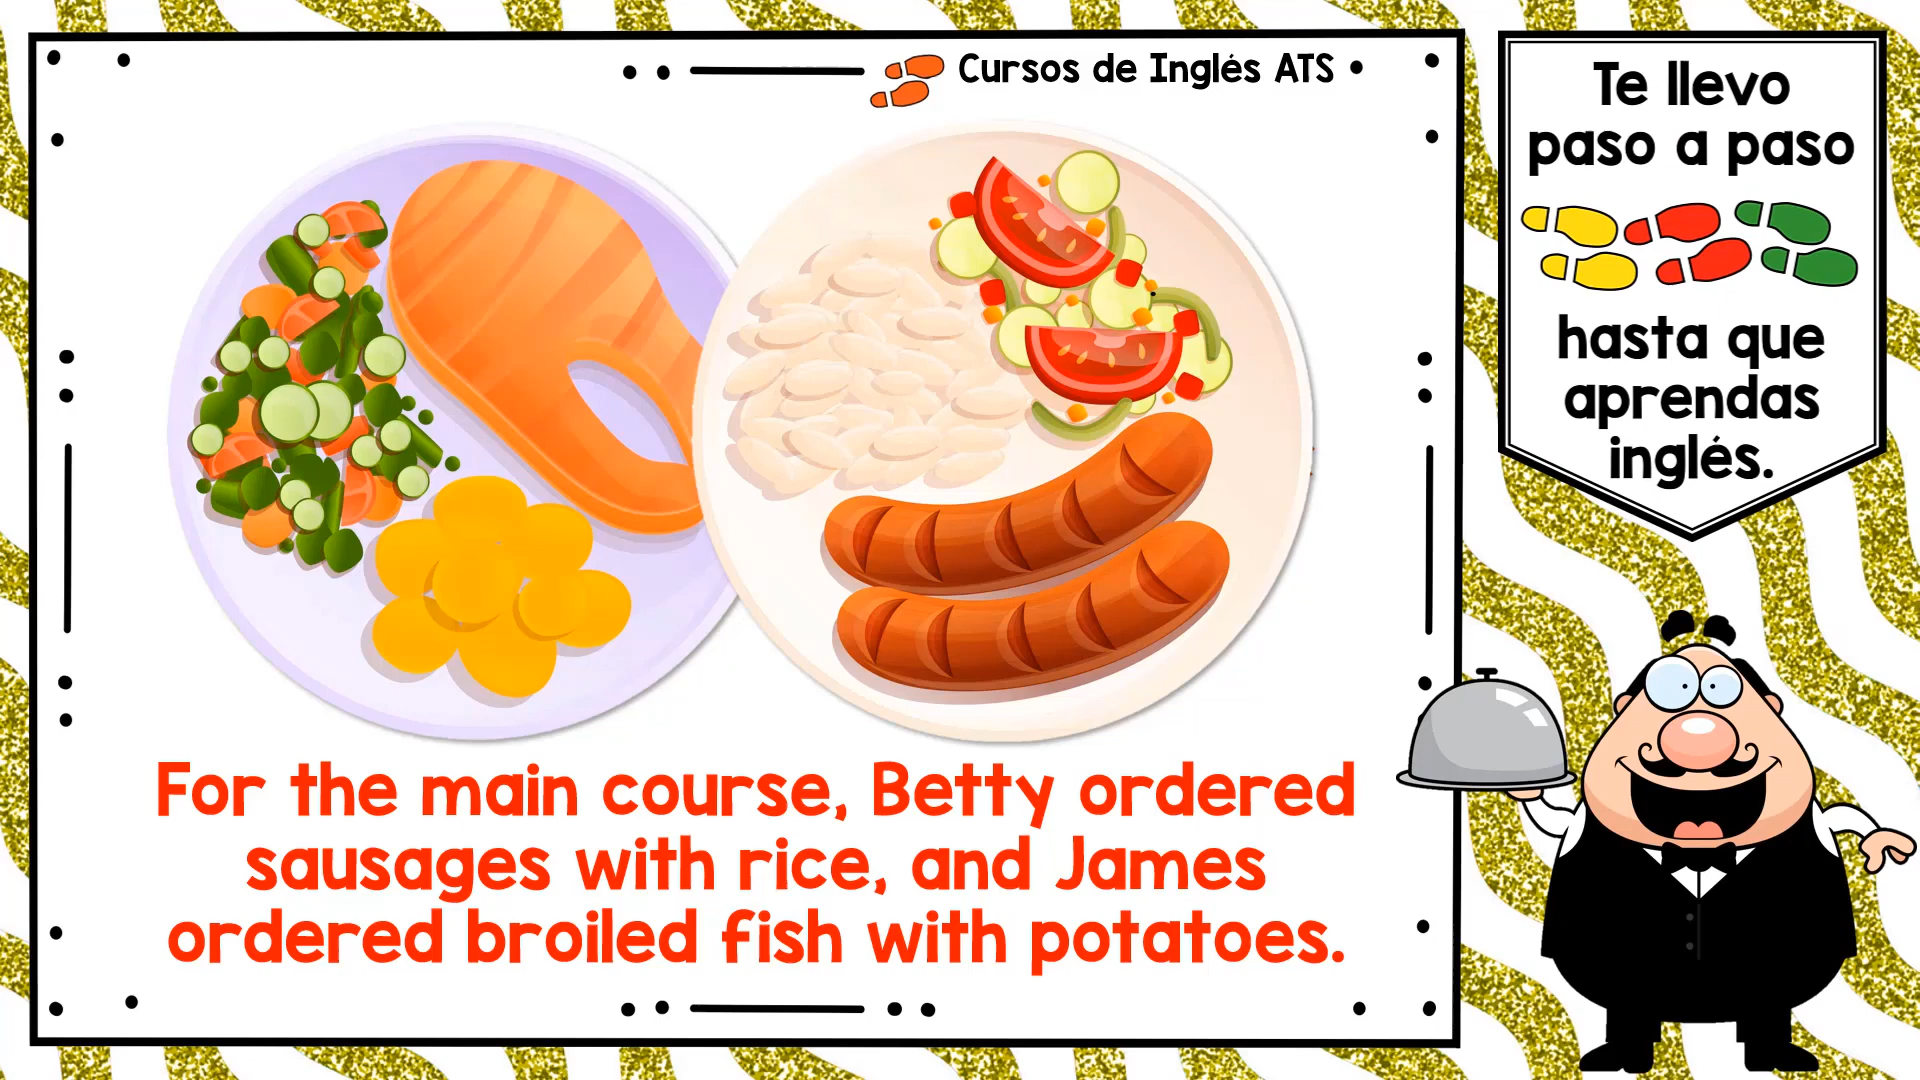 Cursos de Inglés ATS
For the main course, Betty ordered
sausages with rice, and James
ordered broiled fish with potatoes.
Te llevo
paso a paso
hasta que
aprendas
inglés.